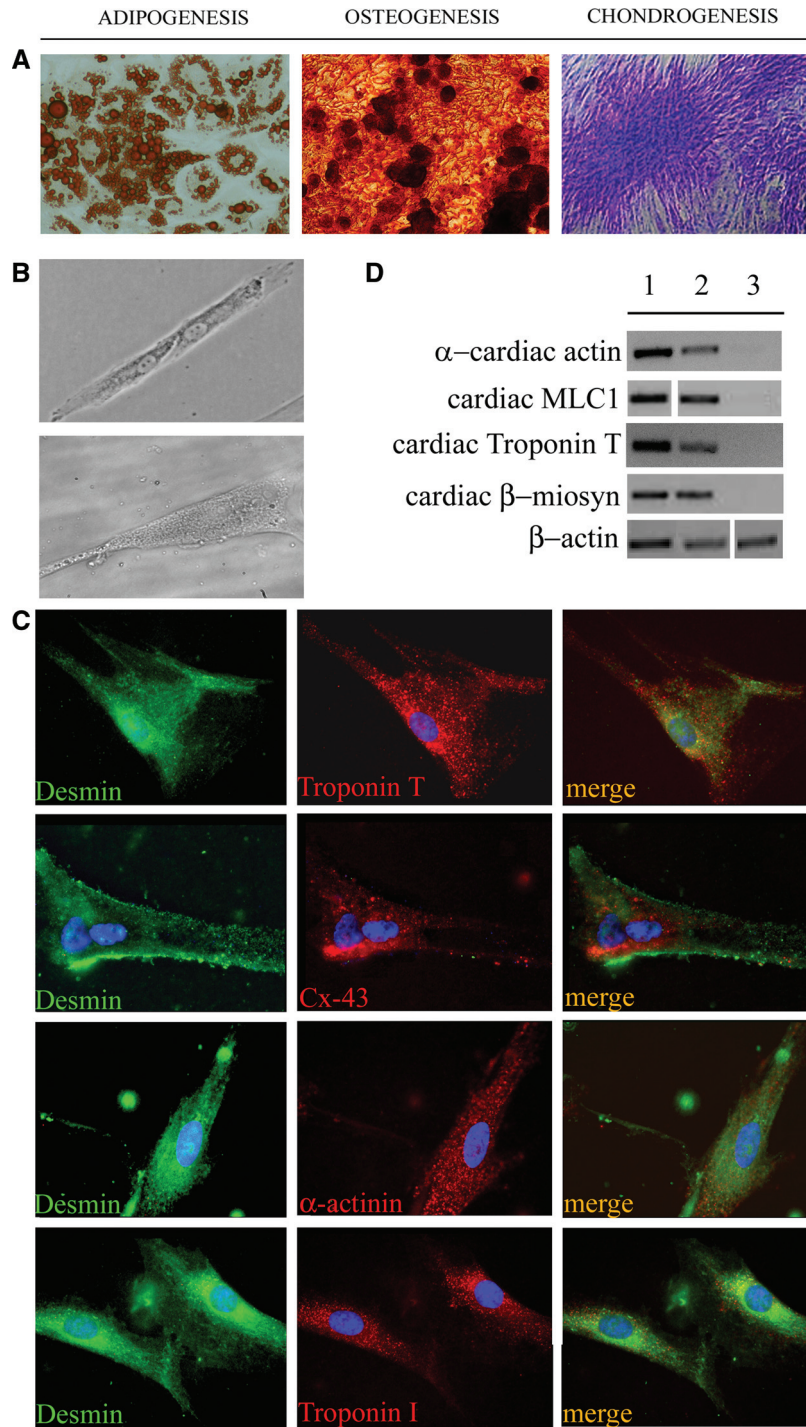 ADIPOGENESIS OSTEOGENESIS CHONDROGENESIS
A
B
D
1 2 3
α–cardiac actin
cardiac MLC1
cardiac Troponin T
cardiac β–miosyn
β–actin
C
Desmin Troponin T merge
Desmin Cx-43 merge
Desmin α-actinin merge
Desmin Troponin I merge